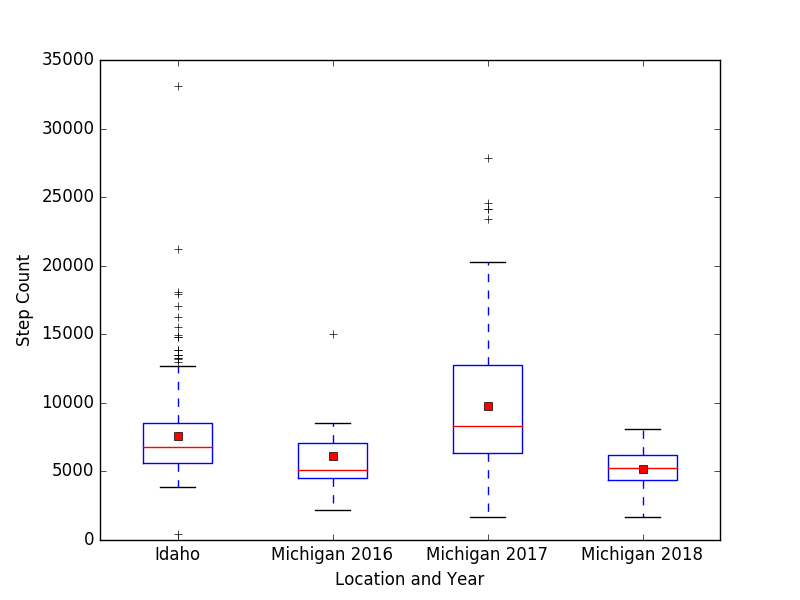 35000
30000
25000
20000
15000
10000
5000
0
Step Count
Idaho
Michigan 2016
Michigan 2017
Michigan 2018
Location and Year